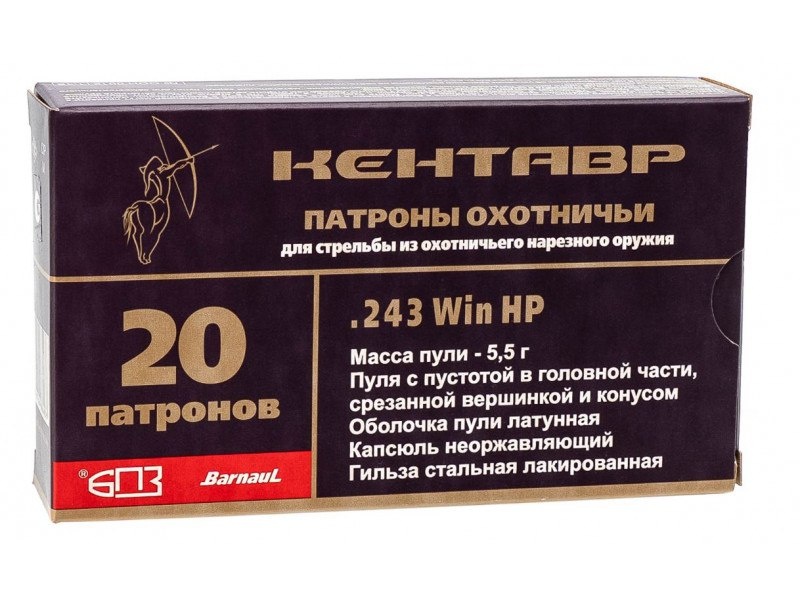 КЕНТАВР
ПАТРОНЫ ОХОТНИЧЬИ
для стрельбы из охотничьего нарезного оружия
20
патронов
.243 Win HP
Масса пули - 5,5 г
Пуля с пустотой в головной части,
срезанной вершинкой и конусом
Оболочка пули латунная
Капсюль неоржавляющий
Гильза стальная лакированная
® БПЗ
Barnaul